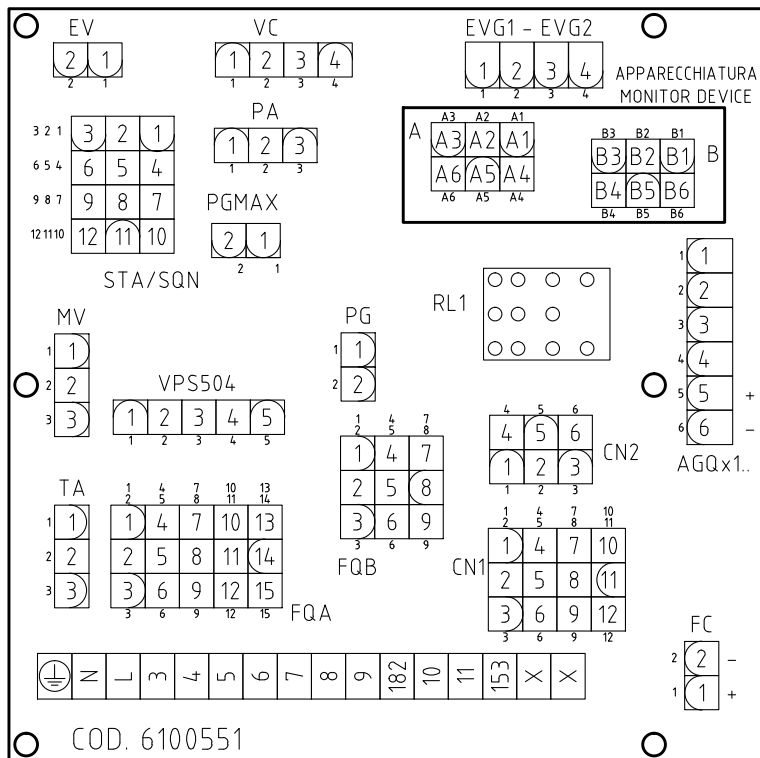 EV VC EVG1 - EVG2
2 1 1 2 3 4 1 2 3 4
2 1 1 2 3 4 1 2 3 4
APPARECCHIATURA
MONITOR DEVICE
PA
1 2 3
1 2 3
3 2 1 3 2 1
6 5 4 6 5 4
9 8 7 9 8 7
12 11 10 12 11 10
STA/SQN
PGMAX
2 1
2 1
A
A3 A2 A1
A3 A2 A1
A6 A5 A4
A6 A5 A4
B
B3 B2 B1
B3 B2 B1
B4 B5 B6
B4 B5 B6
RL1
1 1
2 2
3 3
4 4
5 5 +
6 6 -
AGQx1..
MV
1 1
2 2
3 3
VPS504
1 2 3 4 5
1 2 3 4 5
PG
1 1
2 2
1 4 7
2 5 8
1 4 7
2 5 8
3 6 9
3 6 9
FQB
4 5 6
4 5 6
1 2 3
1 2 3
CN2
TA
1 1
2 2
3 3
1 4 7 10 13
2 5 8 11 14
1 4 7 10 13
2 5 8 11 14
3 6 9 12 15
3 6 9 12 15
FQA
CN1
1 4 7 10
2 5 8 11
1 4 7 10
2 5 8 11
3 6 9 12
3 6 9 12
FC
2 2 -
1 1 +
N L 3 4 5 6 7 8 9 182 10 11 153 X X
COD. 6100551